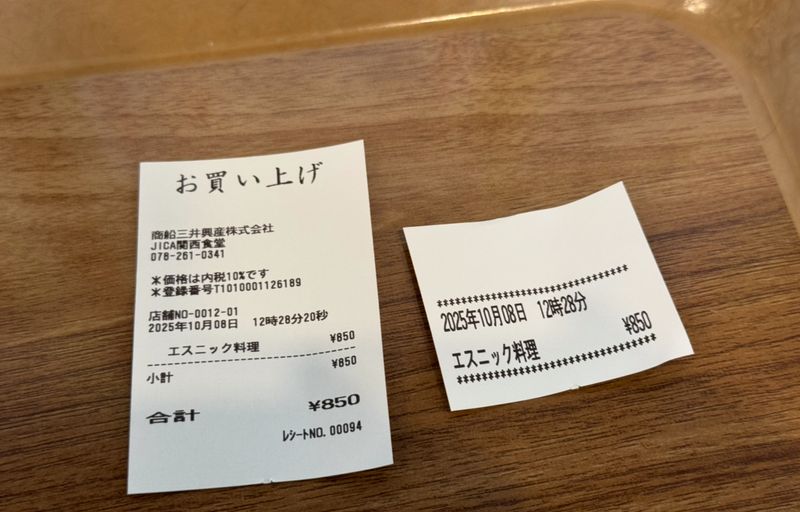 お買い上げ
商船三井興産株式会社
JICA関西食堂
078-261-0341
*価格は内税10%です
*登録番号T1010001126189
店舗NO-0012-01
2025年10月08日 12時28分20秒
エスニック料理 ¥850
小計 ¥850
合計 ¥850
レシートNO. 00094
2025年10月08日 12時28分
エスニック料理 ¥850